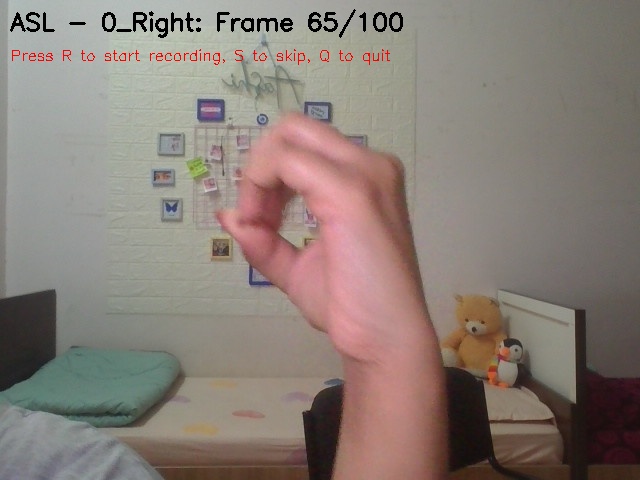 ASL - 0_Right: Frame 65/100
Press R to start recording, S to skip, Q to quit